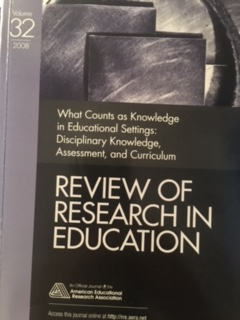 Volume
32
2008
What Counts as Knowledge
in Educational Settings:
Disciplinary Knowledge,
Assessment, and Curriculum
REVIEW OF
RESEARCH IN
EDUCATION
An Official Journal of the
American Educational
Research Association
Access this journal online at http://rre.aera.net